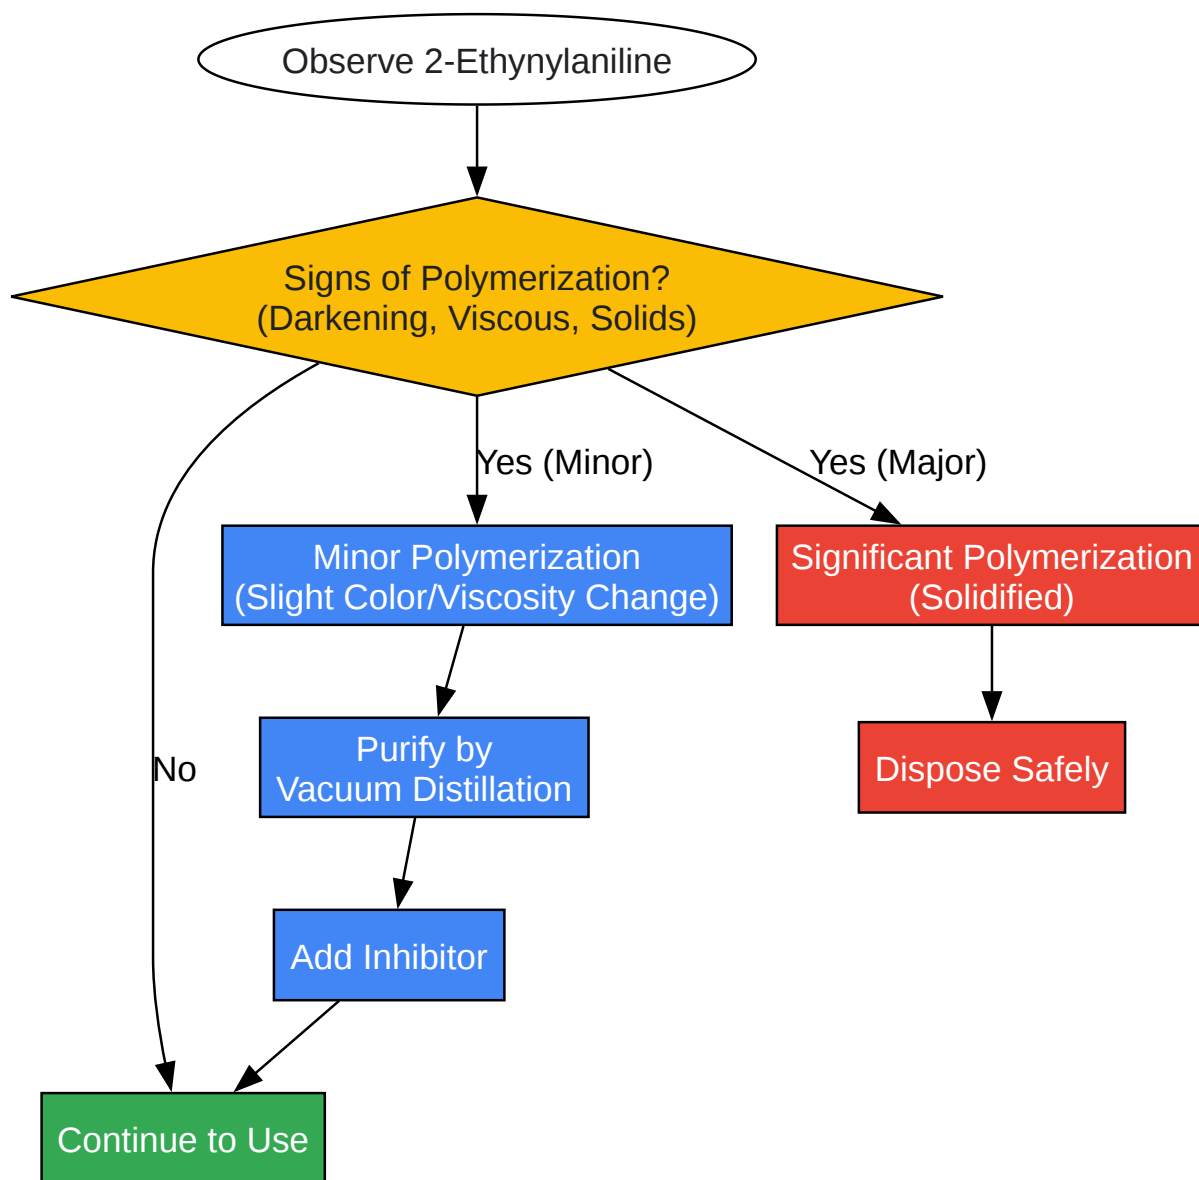 Observe 2-Ethynylaniline
Signs of Polymerization?
(Darkening, Viscous, Solids)
Yes (Minor)
Yes (Major)
Minor Polymerization
(Slight Color/Viscosity Change)
Significant Polymerization
(Solidified)
Purify by
Vacuum Distillation
No
Dispose Safely
Add Inhibitor
Continue to Use